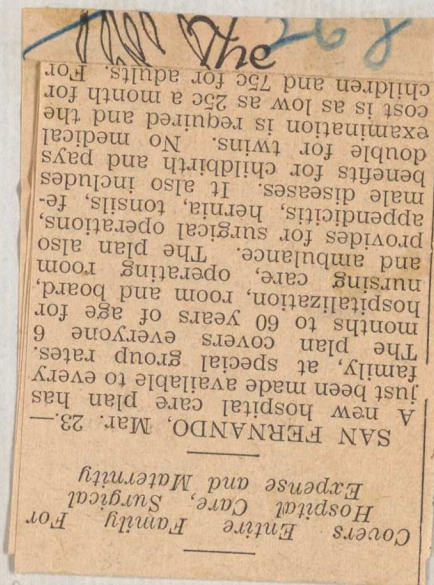 The 268
Covers Entire Family For
Hospital Care, Surgical
Expense and Maternity
SAN FERNANDO, Mar. 23.—
A new hospital care plan has
just been made available to every
family, at special group rates.
The plan covers everyone 6
months to 60 years of age for
hospitalization, room and board,
nursing care, operating room
and ambulance. The plan also
provides for surgical operations,
appendicitis, hernia, tonsils, fe-
male diseases. It also includes
benefits for childbirth and pays
double for twins. No medical
examination is required and the
cost is as low as 25c a month for
children and 75c for adults. For